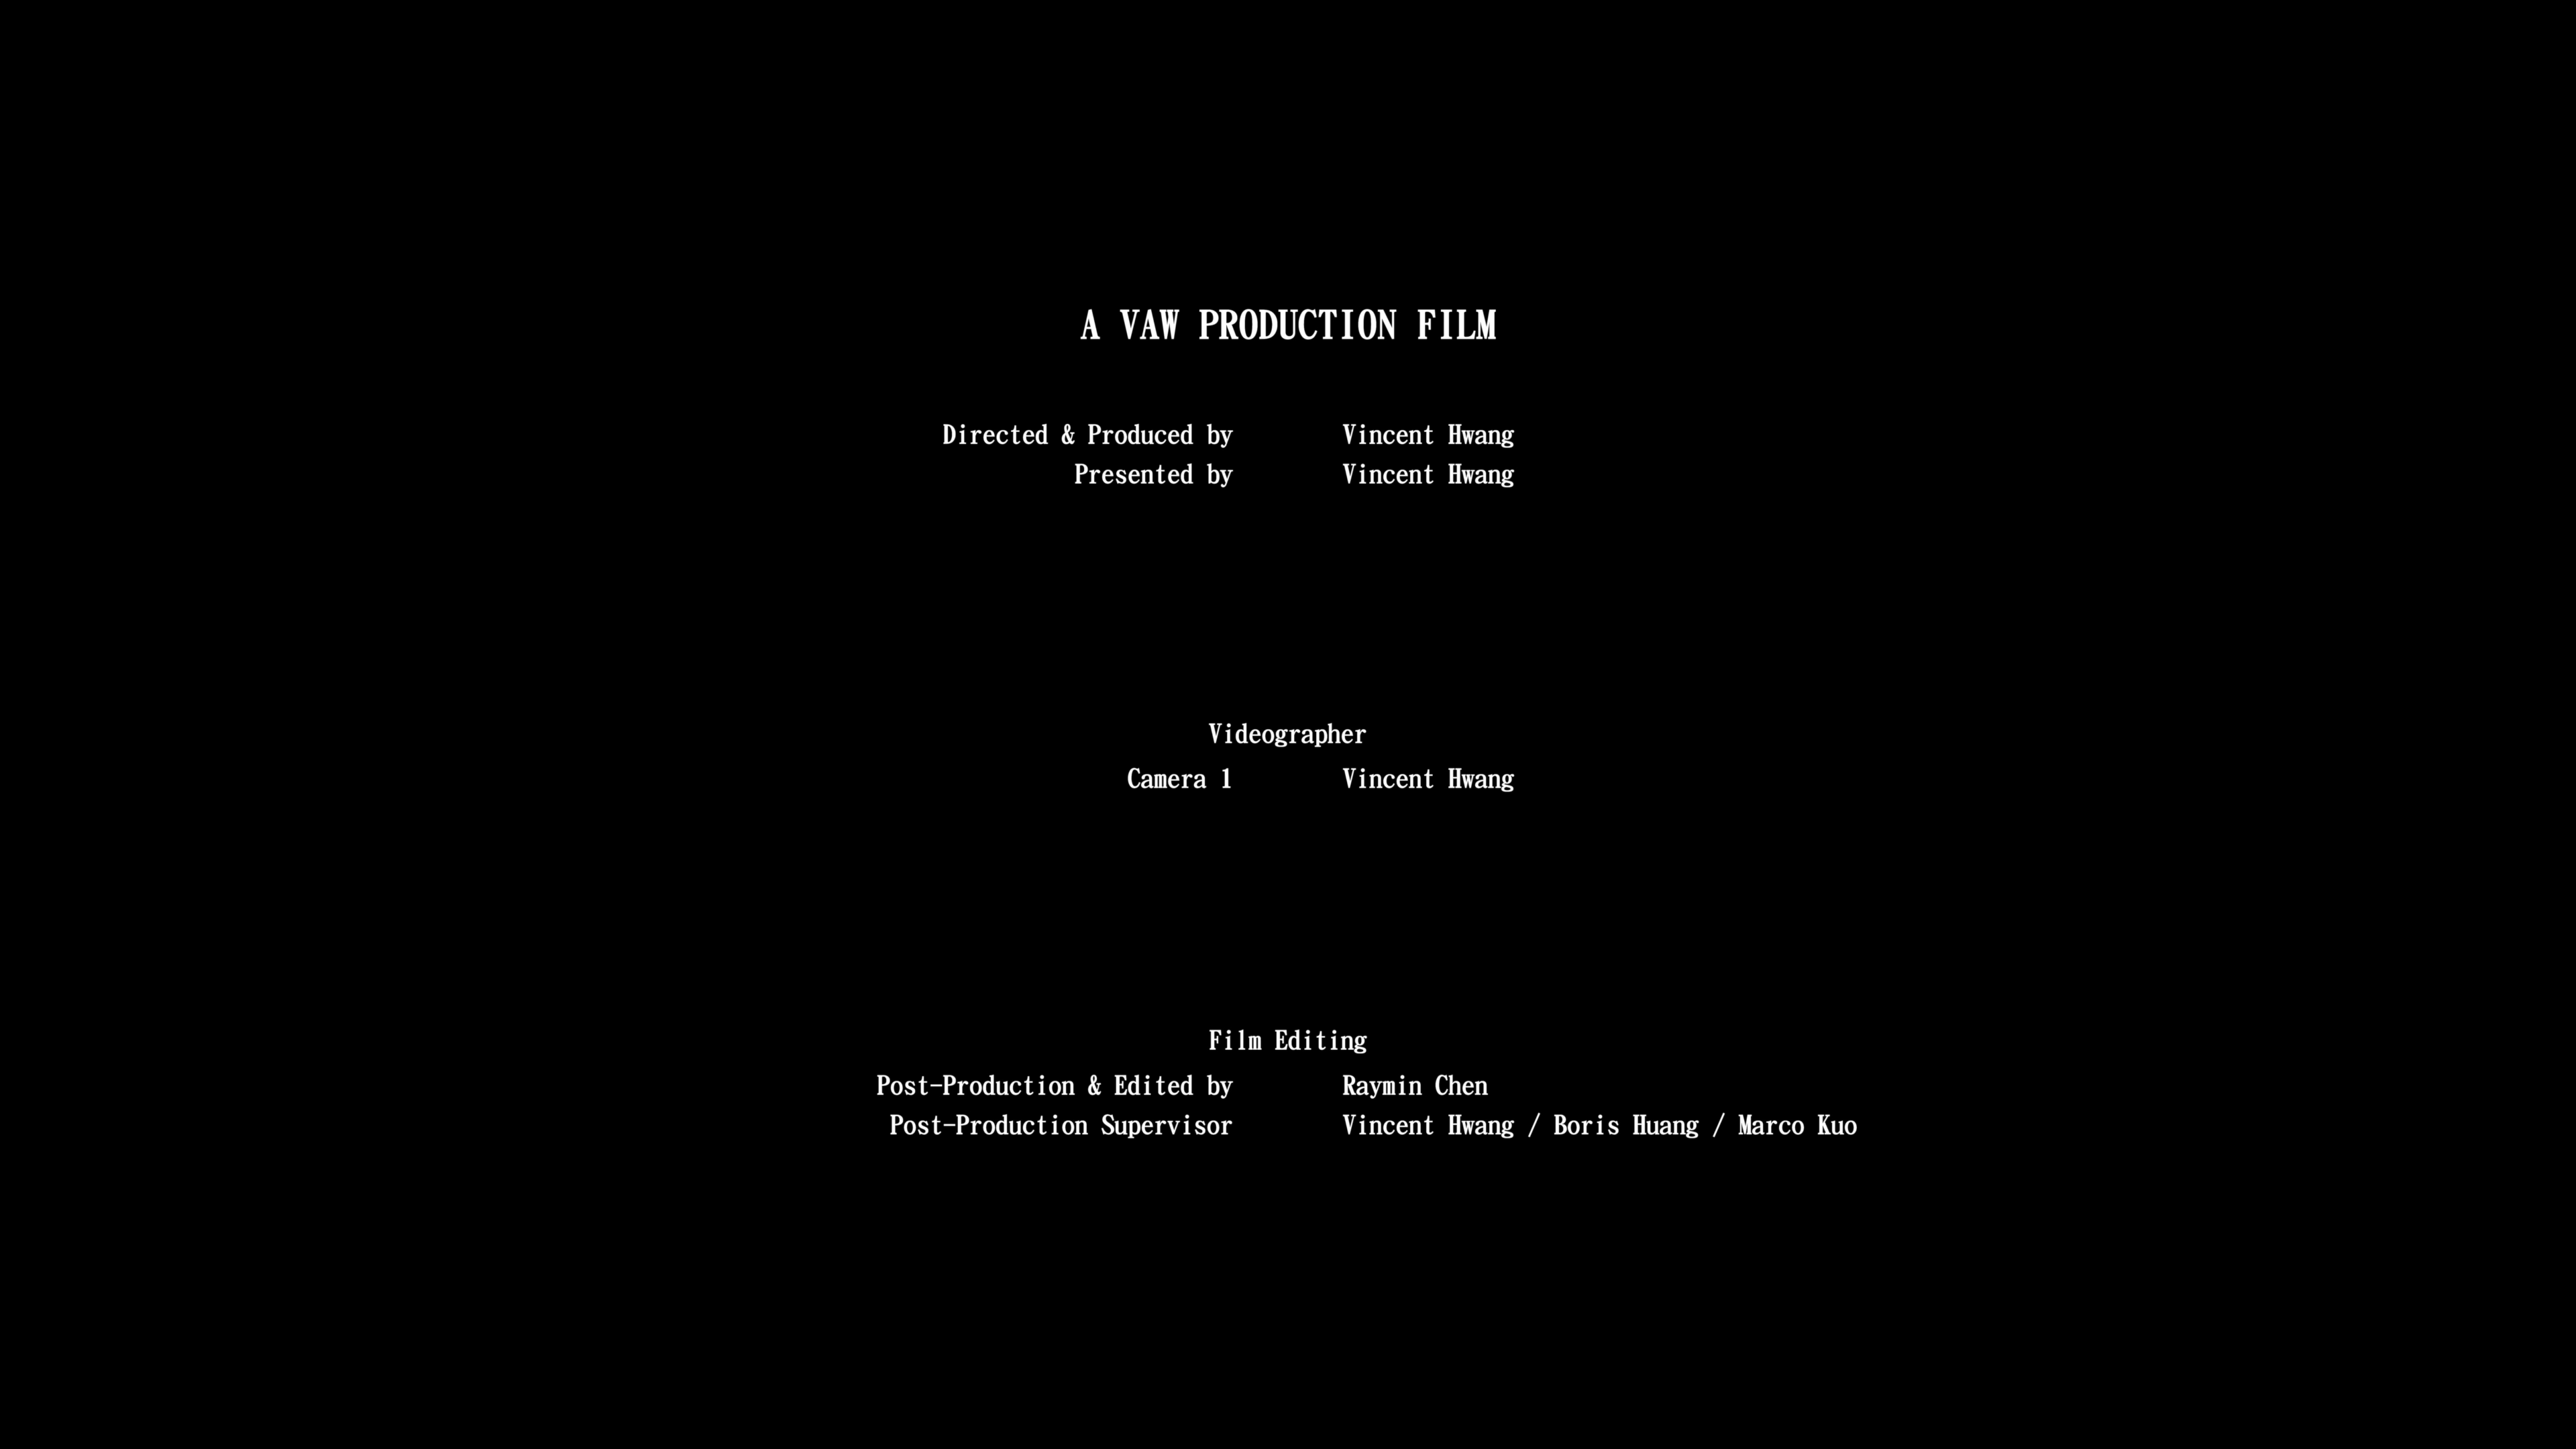 A VAW PRODUCTION FILM
Directed & Produced by Vincent Hwang
Presented by Vincent Hwang
Videographer
Camera 1 Vincent Hwang
Film Editing
Post-Production & Edited by Raymin Chen
Post-Production Supervisor Vincent Hwang / Boris Huang / Marco Kuo